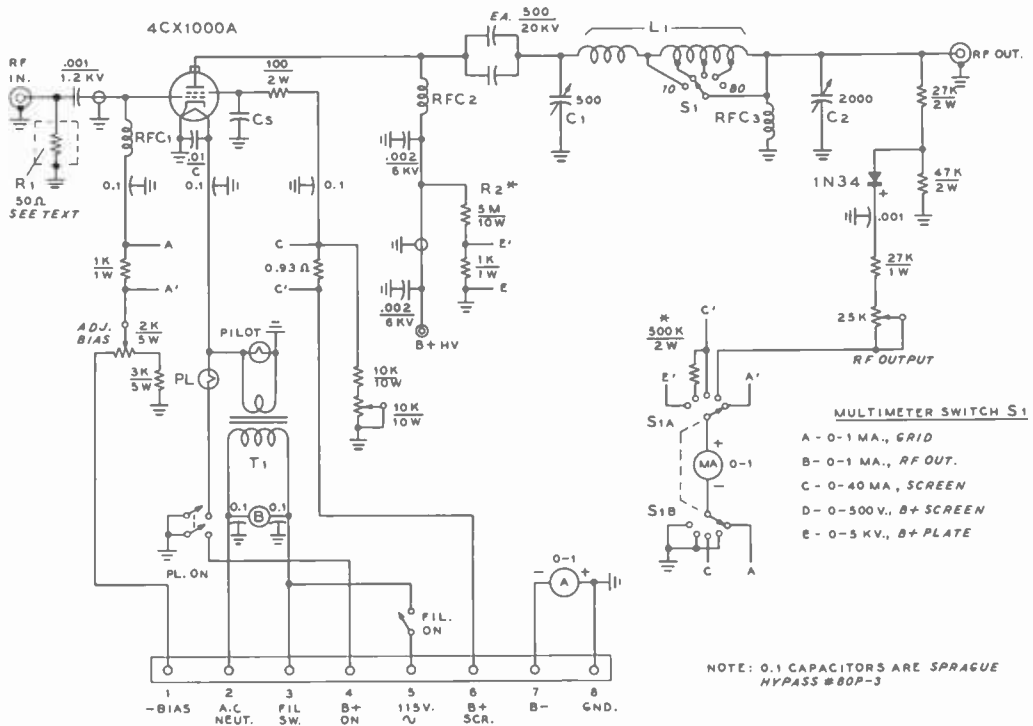 4CX1000A
RF
IN.
.001
1.2 KV
R1
50Ω
SEE TEXT
RFC1
.01
C
100
2W
Cs
RFC2
EA.
500
20 KV
500
C1
L1
10
80
S1
RFC3
2000
C2
RF OUT.
27K
2W
47K
2W
1N34
+
.001
27K
1W
25K
RF OUTPUT
0.1
0.1
0.1
.002
6KV
R2 *
5M
10W
E'
1K
1W
E
.002
6KV
B+ HV
A
1K
1W
A'
ADJ.
BIAS
2K
5W
3K
5W
C
0.93 Ω
C'
PILOT
PL
T1
10K
10W
10K
10W
0.1
B
0.1
PL. ON
FIL.
ON
0-1
-
A
+
*
500K
2W
C'
E'
A'
S1A
+
MA
0-1
-
S1B
C
A
MULTIMETER SWITCH S1
A - 0-1 MA., GRID
B - 0-1 MA., RF OUT.
C - 0-40 MA., SCREEN
D - 0-500 V., B+ SCREEN
E - 0-5 KV., B+ PLATE
NOTE: 0.1 CAPACITORS ARE SPRAGUE
HYPASS #80P-3
1 2 3 4 5 6 7 8
-BIAS
A.C
NEUT.
FIL
SW.
B+
ON
115V.
∿
B+
SCR.
B-
GND.